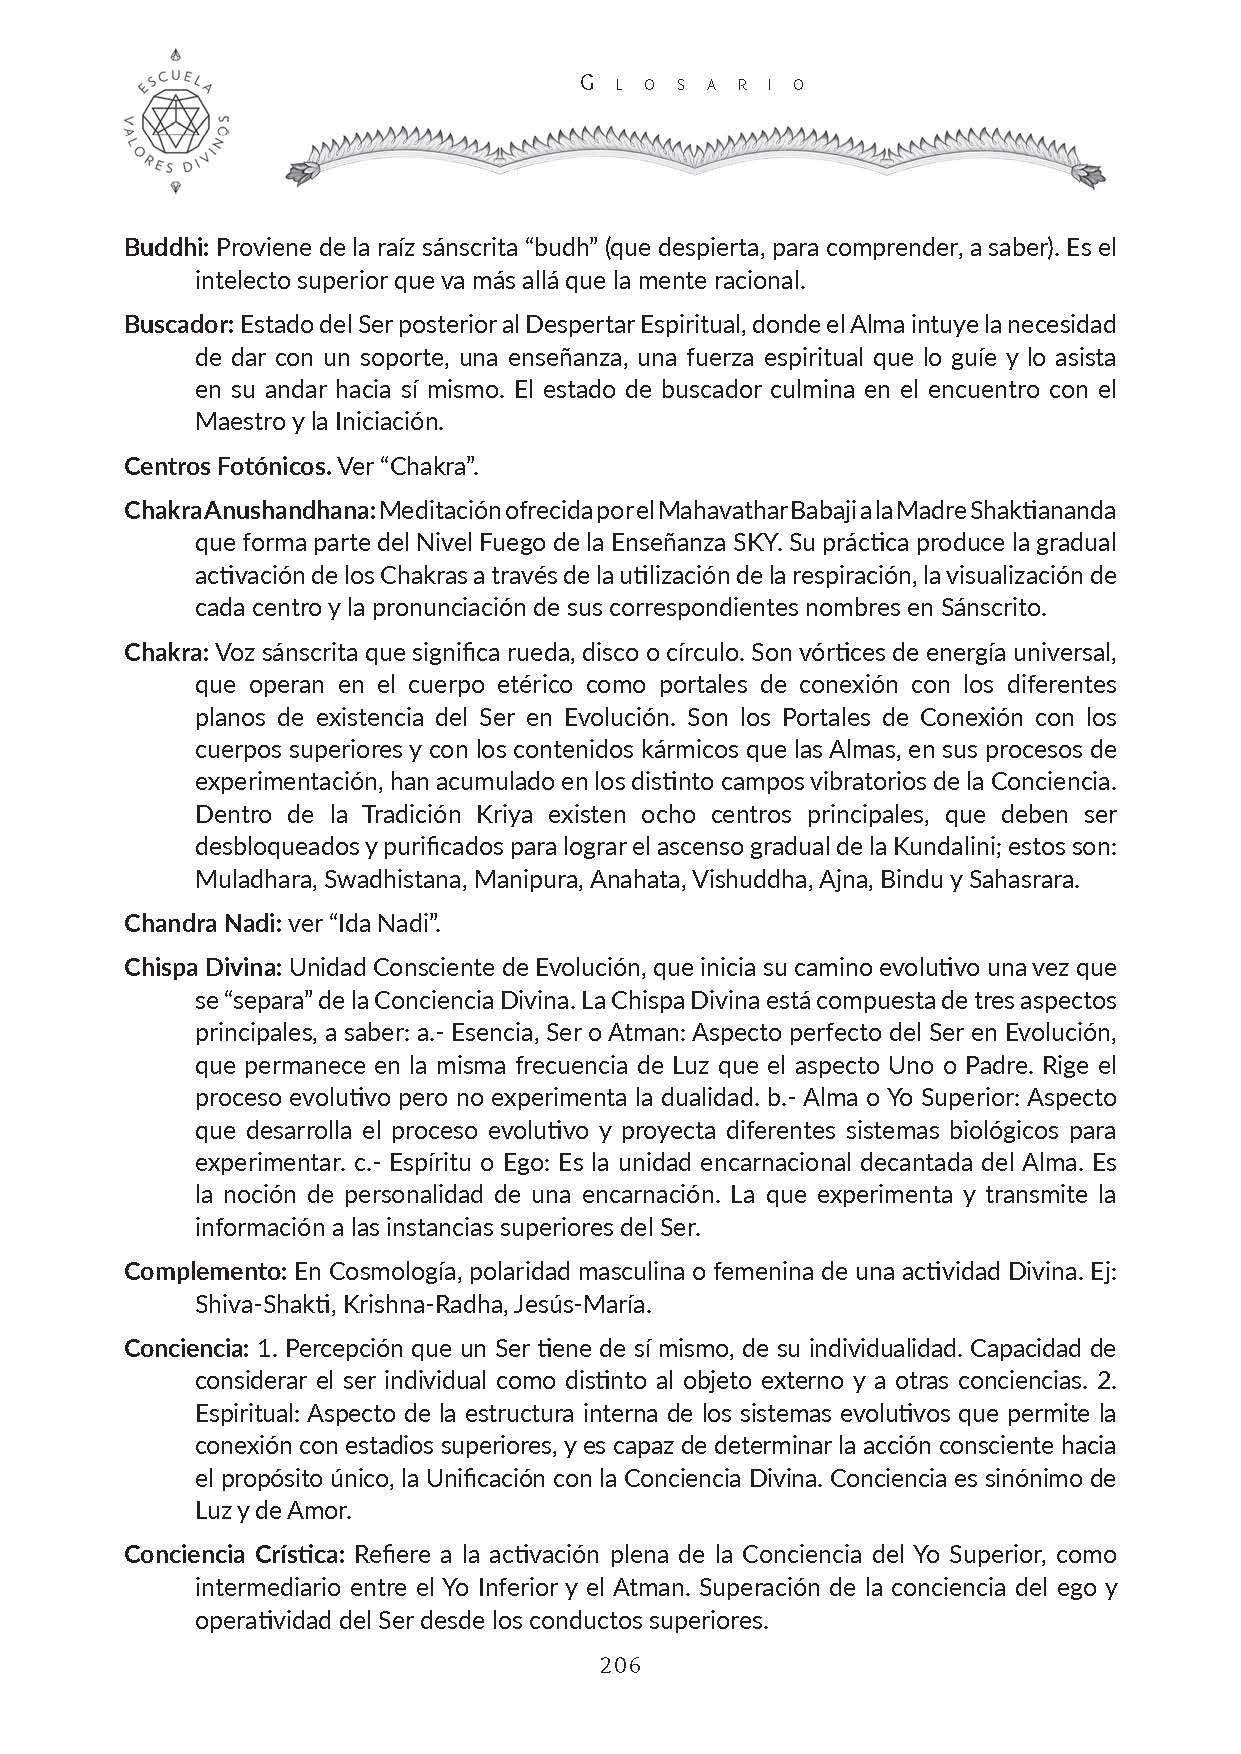 ESCUELA
VALORES DIVINOS
GLOSARIO
Buddhi: Proviene de la raíz sánscrita “budh” (que despierta, para comprender, a saber). Es el
intelecto superior que va más allá que la mente racional.
Buscador: Estado del Ser posterior al Despertar Espiritual, donde el Alma intuye la necesidad
de dar con un soporte, una enseñanza, una fuerza espiritual que lo guíe y lo asista
en su andar hacia sí mismo. El estado de buscador culmina en el encuentro con el
Maestro y la Iniciación.
Centros Fotónicos. Ver “Chakra”.
Chakra Anushandhana: Meditación ofrecida por el Mahavathar Babaji a la Madre Shaktiananda
que forma parte del Nivel Fuego de la Enseñanza SKY. Su práctica produce la gradual
activación de los Chakras a través de la utilización de la respiración, la visualización de
cada centro y la pronunciación de sus correspondientes nombres en Sánscrito.
Chakra: Voz sánscrita que significa rueda, disco o círculo. Son vórtices de energía universal,
que operan en el cuerpo etérico como portales de conexión con los diferentes
planos de existencia del Ser en Evolución. Son los Portales de Conexión con los
cuerpos superiores y con los contenidos kármicos que las Almas, en sus procesos de
experimentación, han acumulado en los distinto campos vibratorios de la Conciencia.
Dentro de la Tradición Kriya existen ocho centros principales, que deben ser
desbloqueados y purificados para lograr el ascenso gradual de la Kundalini; estos son:
Muladhara, Swadhistana, Manipura, Anahata, Vishuddha, Ajna, Bindu y Sahasrara.
Chandra Nadi: ver “Ida Nadi”.
Chispa Divina: Unidad Consciente de Evolución, que inicia su camino evolutivo una vez que
se “separa” de la Conciencia Divina. La Chispa Divina está compuesta de tres aspectos
principales, a saber: a.- Esencia, Ser o Atman: Aspecto perfecto del Ser en Evolución,
que permanece en la misma frecuencia de Luz que el aspecto Uno o Padre. Rige el
proceso evolutivo pero no experimenta la dualidad. b.- Alma o Yo Superior: Aspecto
que desarrolla el proceso evolutivo y proyecta diferentes sistemas biológicos para
experimentar. c.- Espíritu o Ego: Es la unidad encarnacional decantada del Alma. Es
la noción de personalidad de una encarnación. La que experimenta y transmite la
información a las instancias superiores del Ser.
Complemento: En Cosmología, polaridad masculina o femenina de una actividad Divina. Ej:
Shiva-Shakti, Krishna-Radha, Jesús-María.
Conciencia: 1. Percepción que un Ser tiene de sí mismo, de su individualidad. Capacidad de
considerar el ser individual como distinto al objeto externo y a otras conciencias. 2.
Espiritual: Aspecto de la estructura interna de los sistemas evolutivos que permite la
conexión con estadios superiores, y es capaz de determinar la acción consciente hacia
el propósito único, la Unificación con la Conciencia Divina. Conciencia es sinónimo de
Luz y de Amor.
Conciencia Crística: Refiere a la activación plena de la Conciencia del Yo Superior, como
intermediario entre el Yo Inferior y el Atman. Superación de la conciencia del ego y
operatividad del Ser desde los conductos superiores.
206